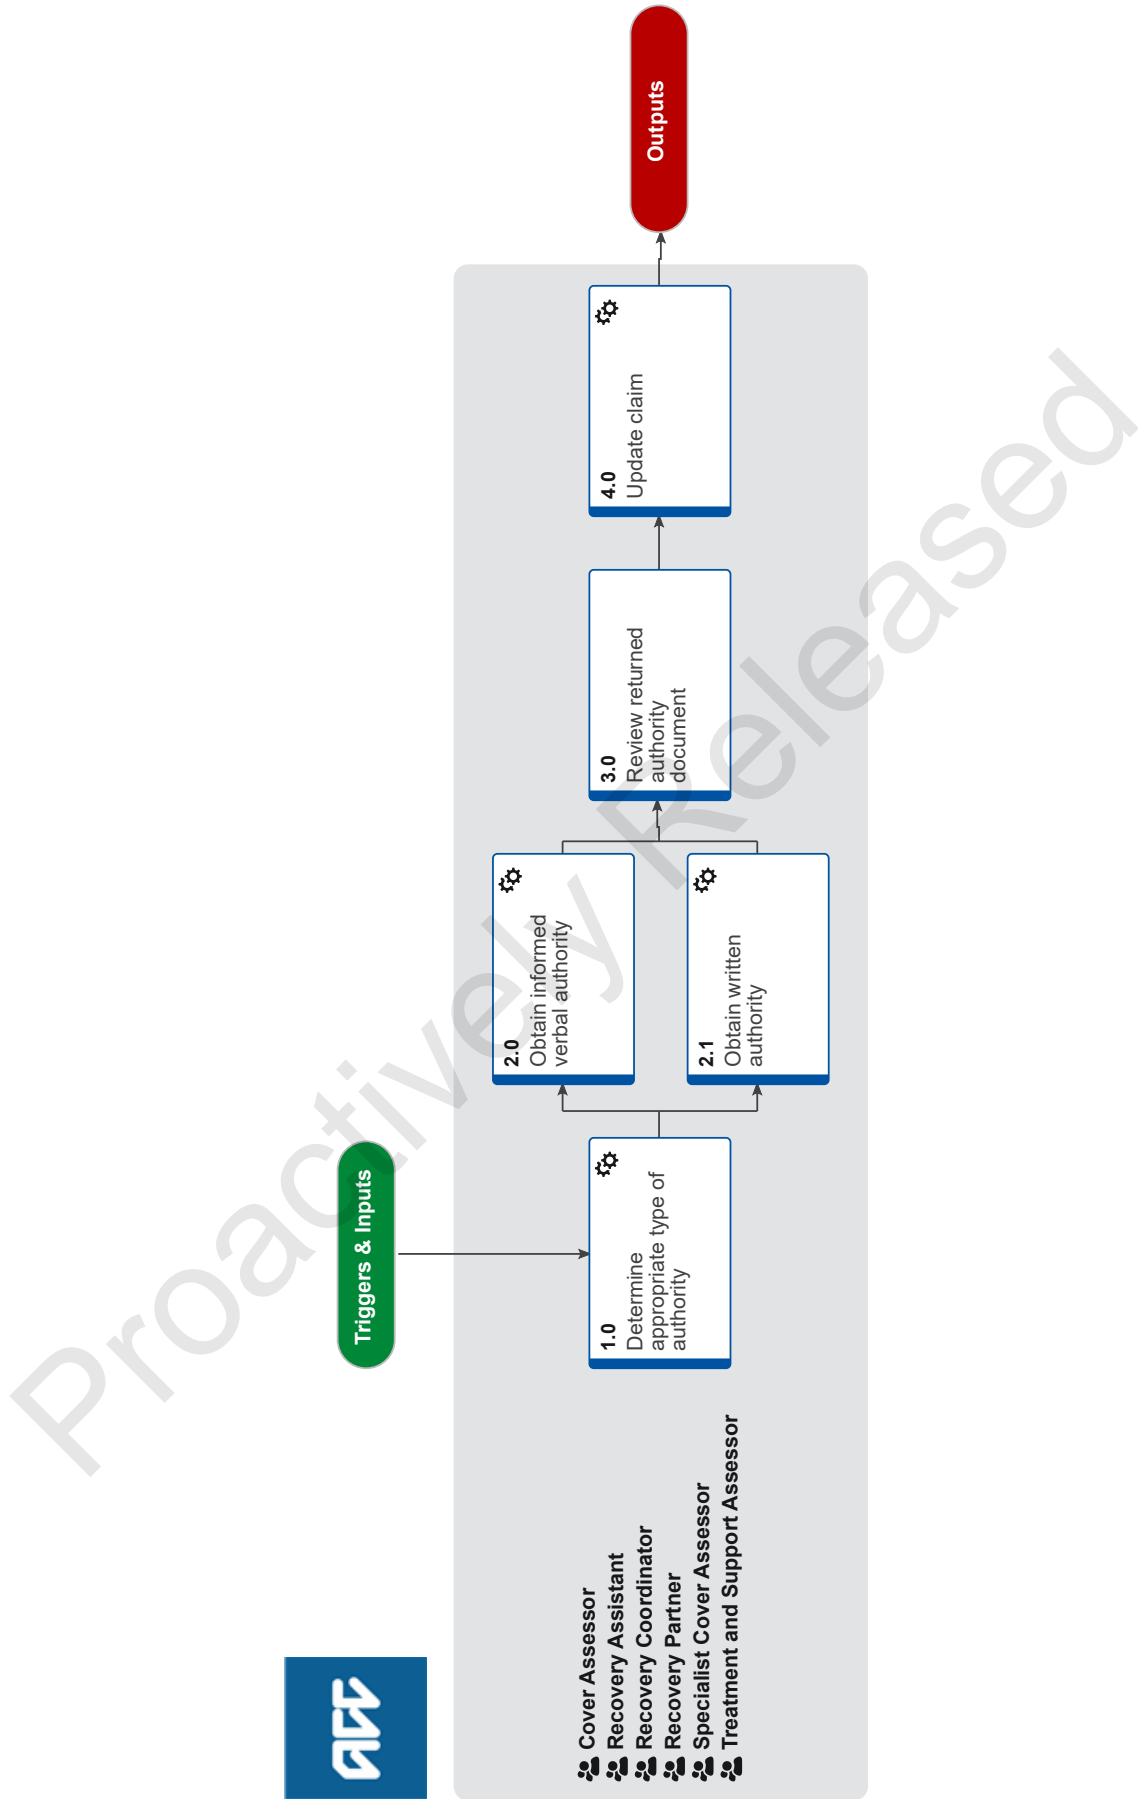 ACC
Triggers & Inputs
Outputs
Cover Assessor
Recovery Assistant
Recovery Coordinator
Recovery Partner
Specialist Cover Assessor
Treatment and Support Assessor
1.0
Determine
appropriate type of
authority
2.0
Obtain informed
verbal authority
2.1
Obtain written
authority
3.0
Review returned
authority
document
4.0
Update claim
Proactively Released